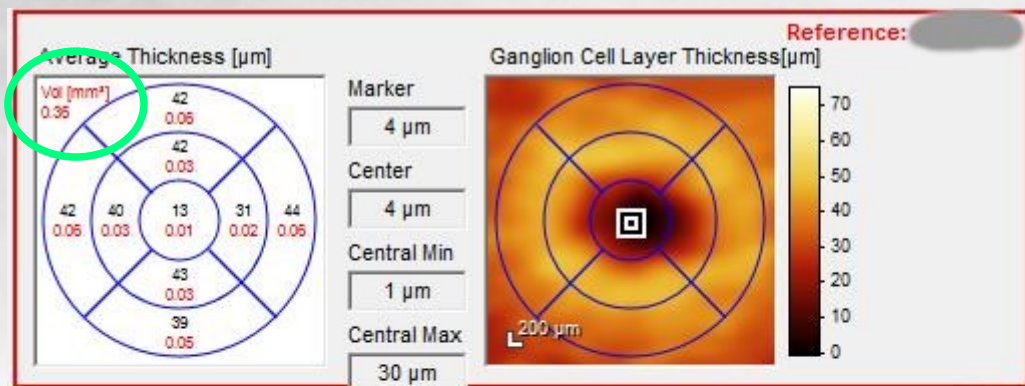 Reference:
Average Thickness [µm]
Vol [mm³]
0.36
42
0.06
42
0.03
42
0.06
40
0.03
13
0.01
31
0.02
44
0.06
43
0.03
39
0.05
Marker
4 µm
Center
4 µm
Central Min
1 µm
Central Max
30 µm
Ganglion Cell Layer Thickness[µm]
200 µm
70
60
50
40
30
20
10
0